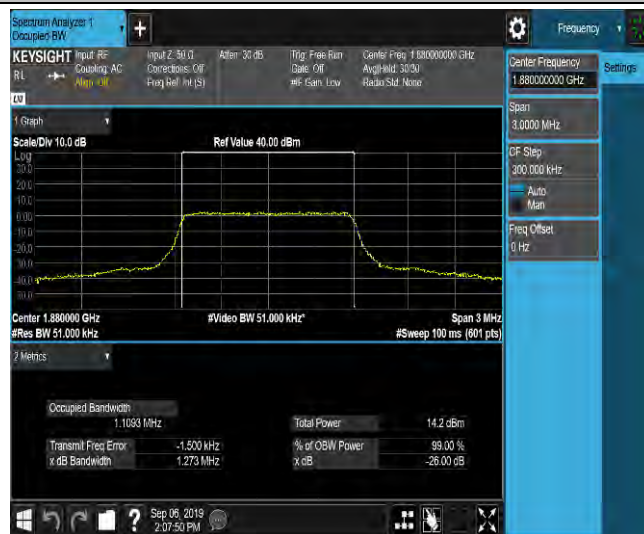 Spectrum Analyzer 1
Occupied BW
+
Frequency
KEYSIGHT
Input: RF
Coupling: AC
Align: Off
Input Z: 50 Ω
Corrections: Off
Freq Ref: Int (S)
Atten: 30 dB
Trig: Free Run
Gate: Off
#IF Gain: Low
Center Freq: 1.880000000 GHz
Avg|Hold: 30/30
Radio Std: None
RL
LXI
Center Frequency
1.880000000 GHz
Settings
Span
3.0000 MHz
CF Step
300.000 kHz
Auto
Man
Freq Offset
0 Hz
1 Graph
Scale/Div 10.0 dB
Ref Value 40.00 dBm
Log
30.0
20.0
10.0
0.00
-10.0
-20.0
-30.0
-40.0
-50.0
Center 1.880000 GHz
#Video BW 51.000 kHz*
Span 3 MHz
#Res BW 51.000 kHz
#Sweep 100 ms (601 pts)
2 Metrics
Occupied Bandwidth
1.1093 MHz
Total Power
14.2 dBm
Transmit Freq Error
-1.500 kHz
% of OBW Power
99.00 %
x dB Bandwidth
1.273 MHz
x dB
-26.00 dB
?
Sep 06, 2019
2:07:50 PM